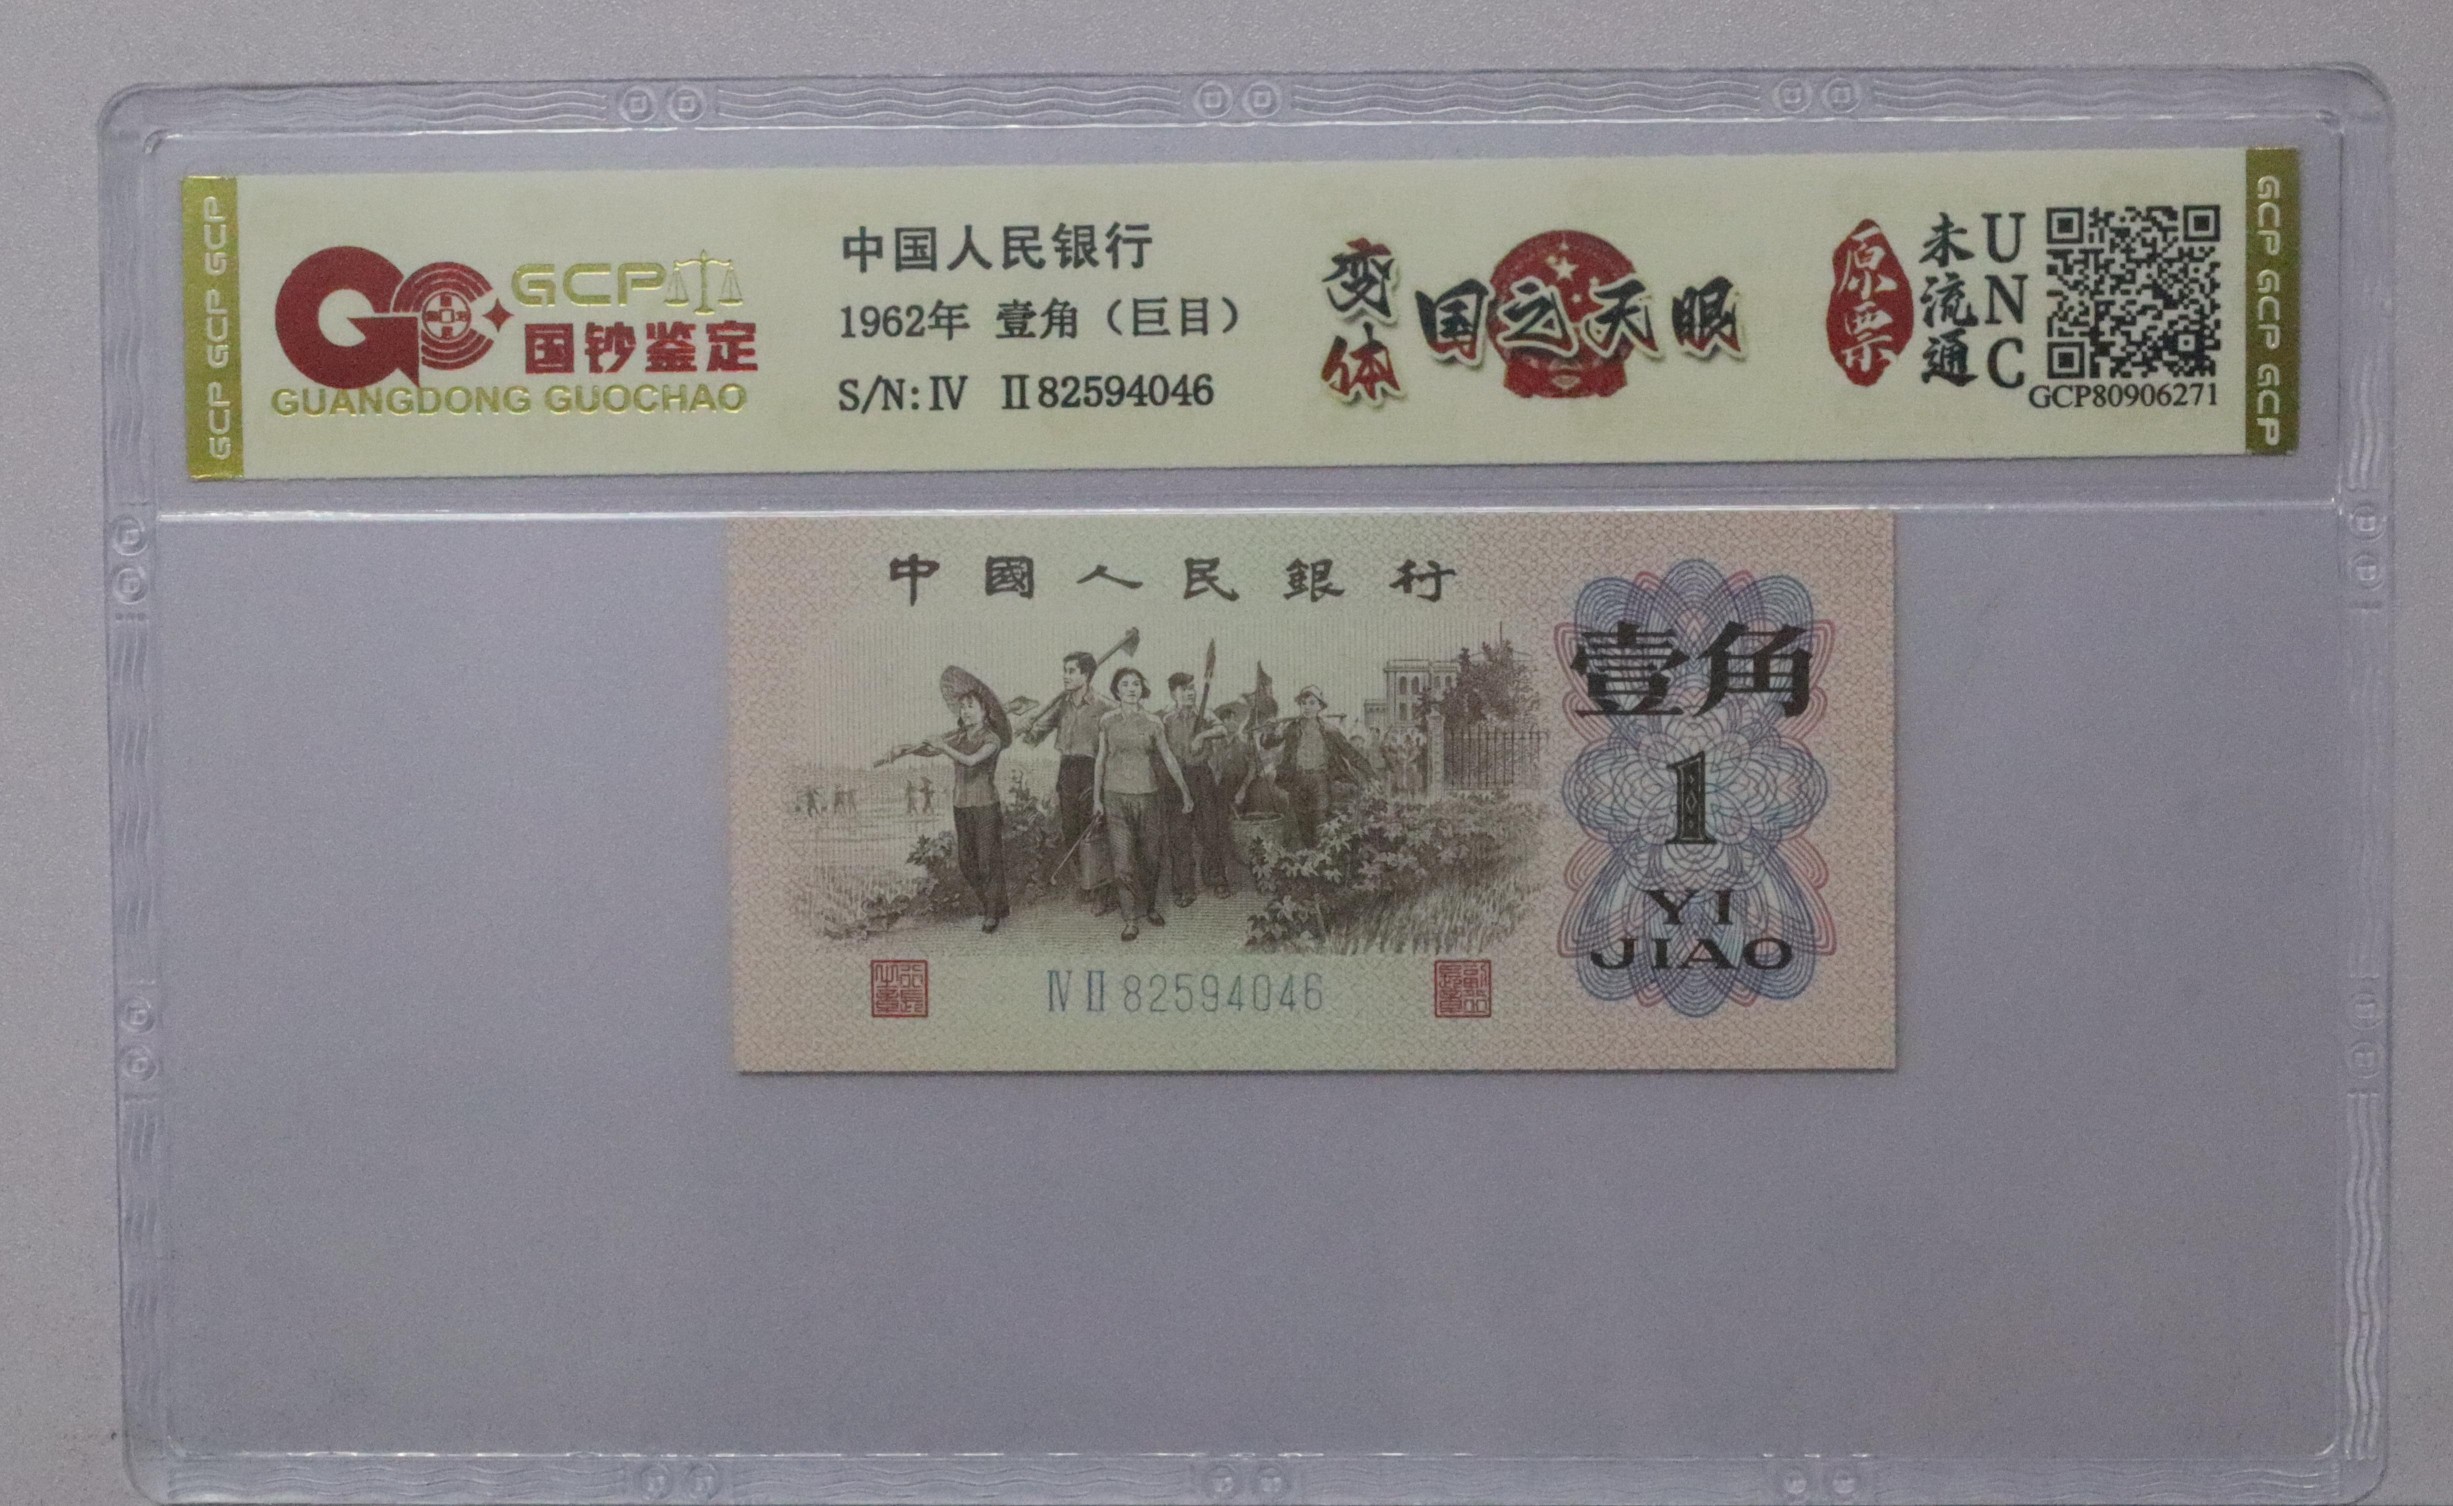 GCP GCP GCP
GCP
国钞鉴定
GUANGDONG GUOCHAO
中国人民银行
1962年 壹角（巨目）
S/N: IV II 82594046
变体
国之天眼
原票
未流通
UNC
GCP80906271
GCP GCP GCP
中國人民銀行
壹角
1
YI
JIAO
IV II 82594046